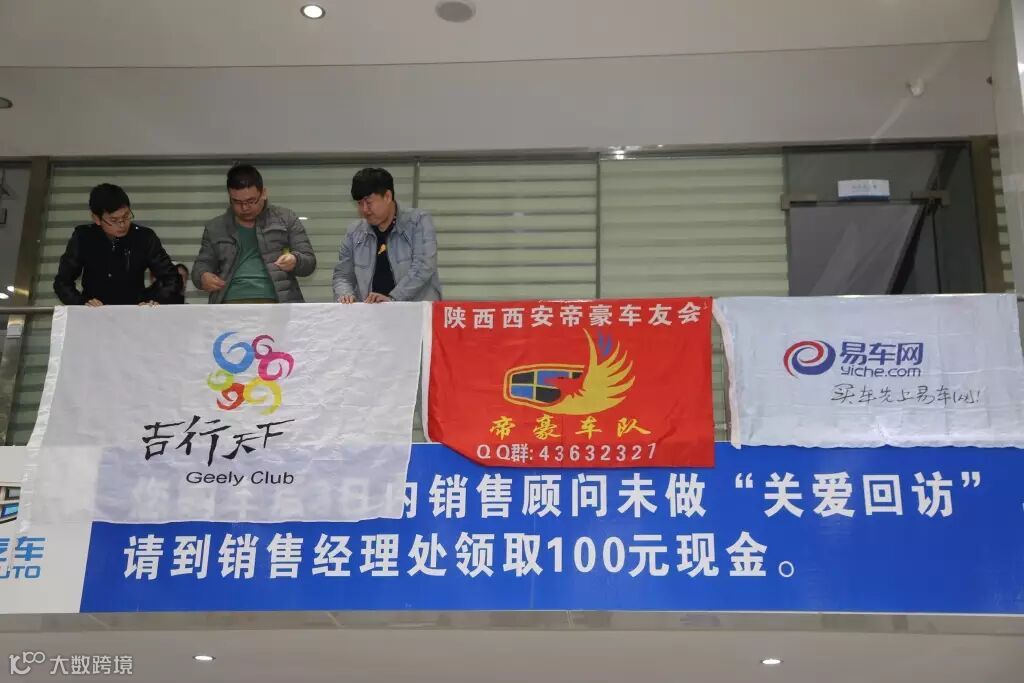 陕西西安帝豪车友会
易车网
yiche.com
买车先上易车网!
吉行天下
Geely Club
帝豪车队
QQ群:43632327
内销售顾问未做“关爱回访”
请到销售经理处领取100元现金。
汽车
AUTO
大数跨境